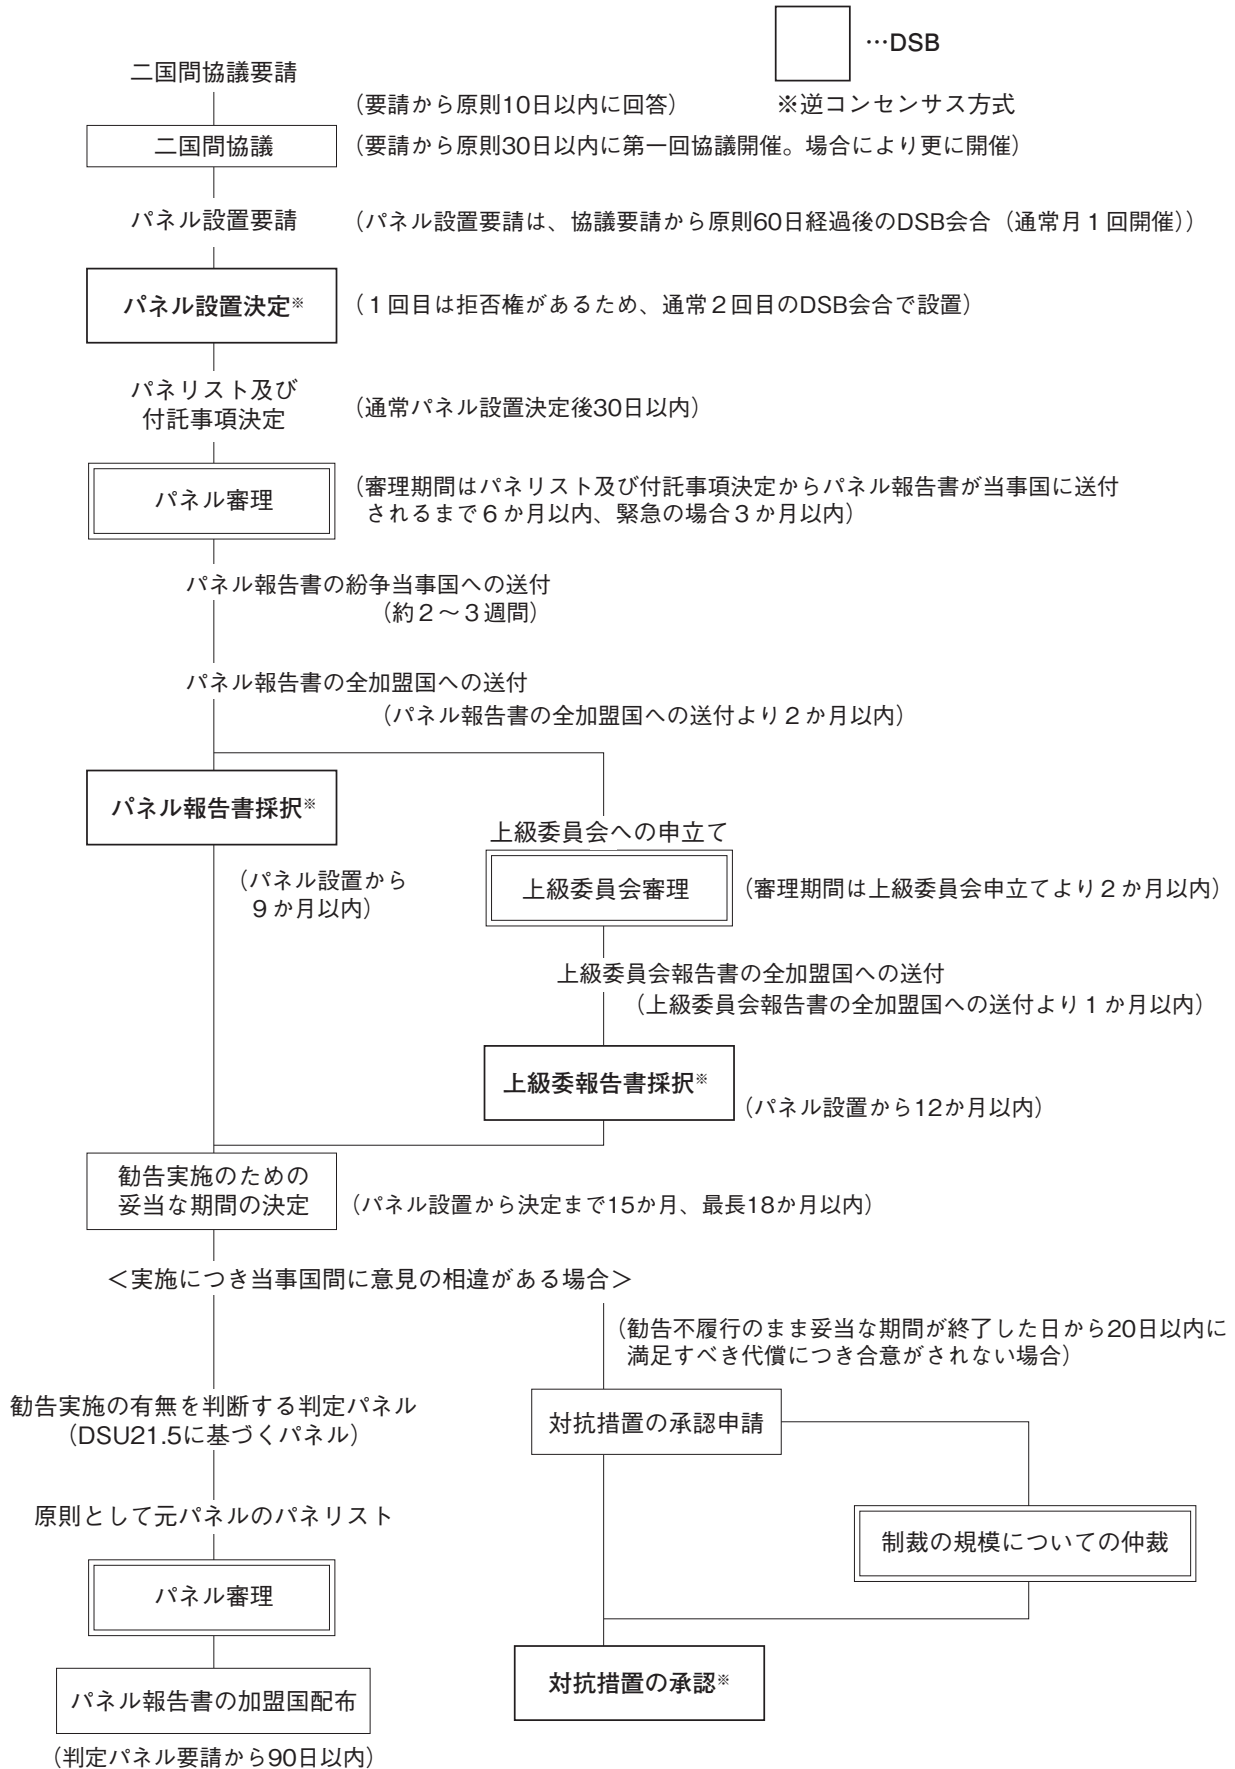 …DSB
※逆コンセンサス方式
二国間協議要請
（要請から原則10日以内に回答）
二国間協議
（要請から原則30日以内に第一回協議開催。場合により更に開催）
パネル設置要請
（パネル設置要請は、協議要請から原則60日経過後のDSB会合（通常月１回開催））
パネル設置決定※
（１回目は拒否権があるため、通常２回目のDSB会合で設置）
パネリスト及び
付託事項決定
（通常パネル設置決定後30日以内）
パネル審理
（審理期間はパネリスト及び付託事項決定からパネル報告書が当事国に送付
されるまで６か月以内、緊急の場合３か月以内）
パネル報告書の紛争当事国への送付
（約２～３週間）
パネル報告書の全加盟国への送付
（パネル報告書の全加盟国への送付より２か月以内）
パネル報告書採択※
（パネル設置から
９か月以内）
上級委員会への申立て
上級委員会審理
（審理期間は上級委員会申立てより２か月以内）
上級委員会報告書の全加盟国への送付
（上級委員会報告書の全加盟国への送付より１か月以内）
上級委報告書採択※
（パネル設置から12か月以内）
勧告実施のための
妥当な期間の決定
（パネル設置から決定まで15か月、最長18か月以内）
＜実施につき当事国間に意見の相違がある場合＞
（勧告不履行のまま妥当な期間が終了した日から20日以内に
満足すべき代償につき合意がされない場合）
勧告実施の有無を判断する判定パネル
（DSU21.5に基づくパネル）
対抗措置の承認申請
原則として元パネルのパネリスト
制裁の規模についての仲裁
パネル審理
対抗措置の承認※
パネル報告書の加盟国配布
（判定パネル要請から90日以内）